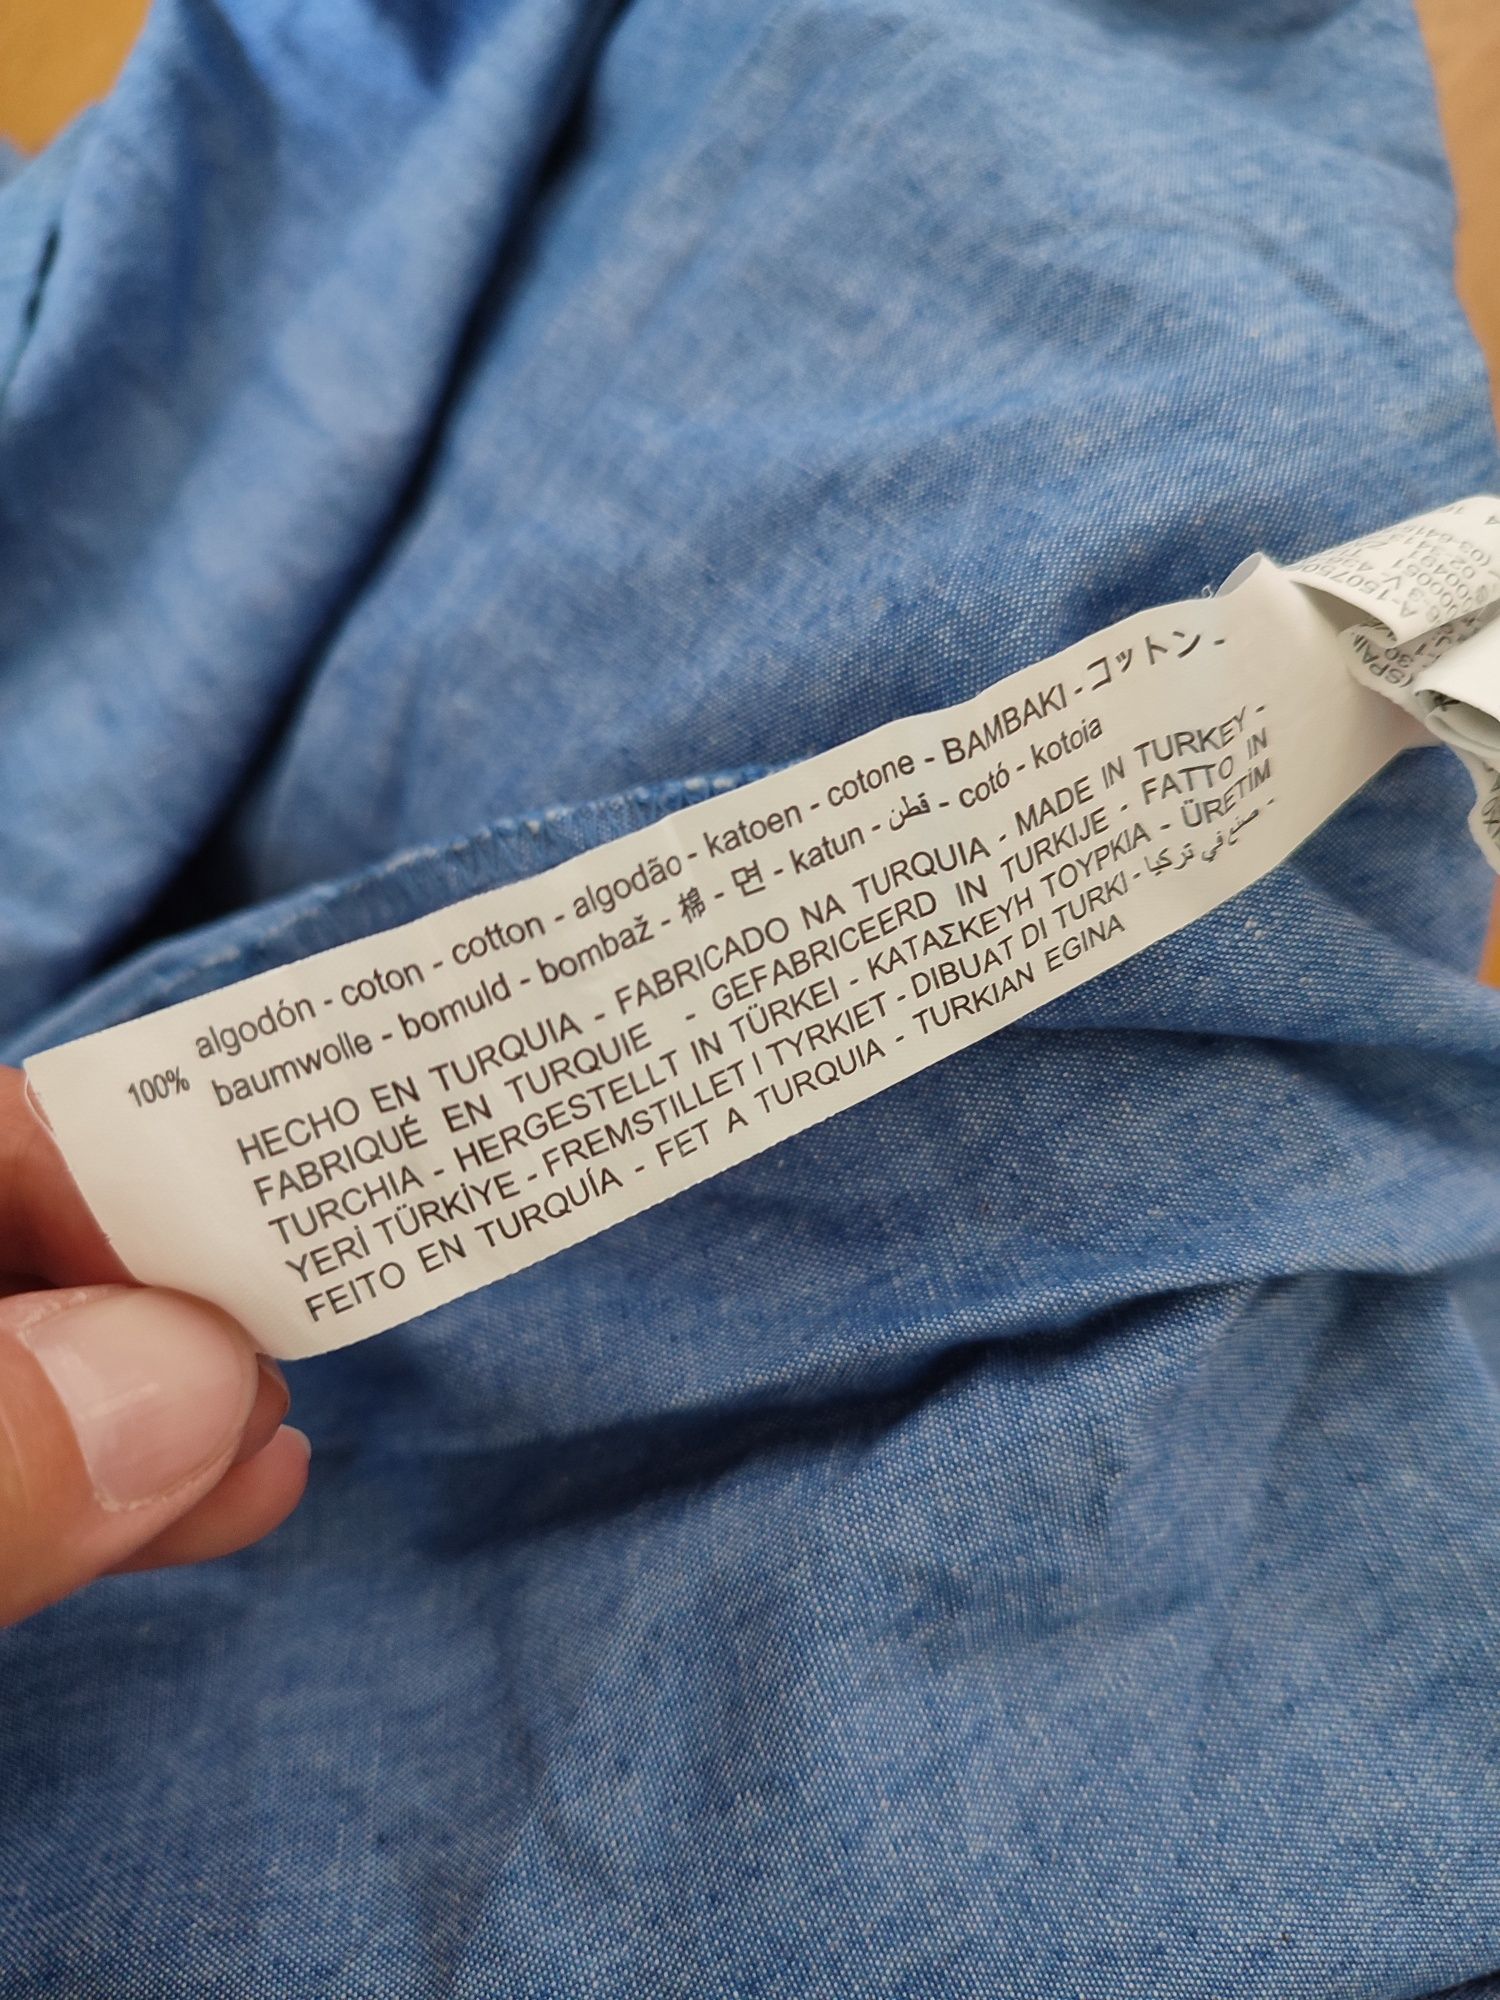 100% algodón - coton - cotton - algodão - katoen - cotone - BAMBAKI - コットン -
baumwolle - bomuld - bombaž - 棉 - 면 - katun - قطن - cotó - kotoia
HECHO EN TURQUIA - FABRICADO NA TURQUIA - MADE IN TURKEY -
FABRIQUÉ EN TURQUIE - GEFABRICEERD IN TURKIJE - FATTO IN
TURCHIA - HERGESTELLT IN TÜRKEI - ΚΑΤΑΣΚΕΥΗ ΤΟΥΡΚΙΑ - ÜRETİM
YERİ TÜRKİYE - FREMSTILLET I TYRKIET - DIBUAT DI TURKI - صنع في تركيا -
FEITO EN TURQUÍA - FET A TURQUIA - TURKIAN EGINA